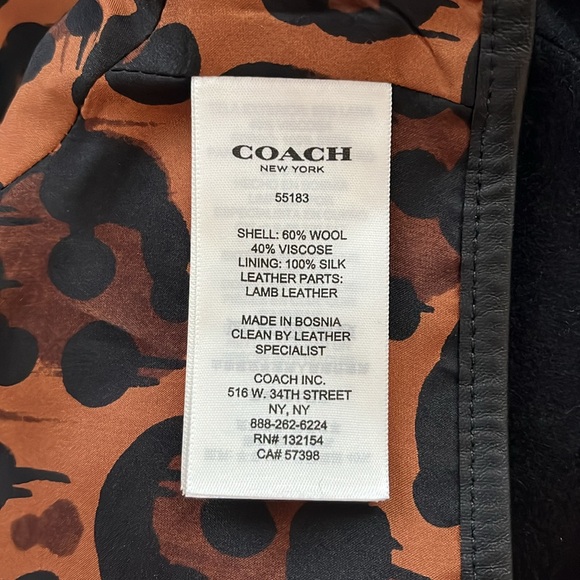 COACH
NEW YORK
55183
SHELL: 60% WOOL
40% VISCOSE
LINING: 100% SILK
LEATHER PARTS:
LAMB LEATHER
MADE IN BOSNIA
CLEAN BY LEATHER
SPECIALIST
COACH INC.
516 W. 34TH STREET
NY, NY
888-262-6224
RN# 132154
CA# 57398